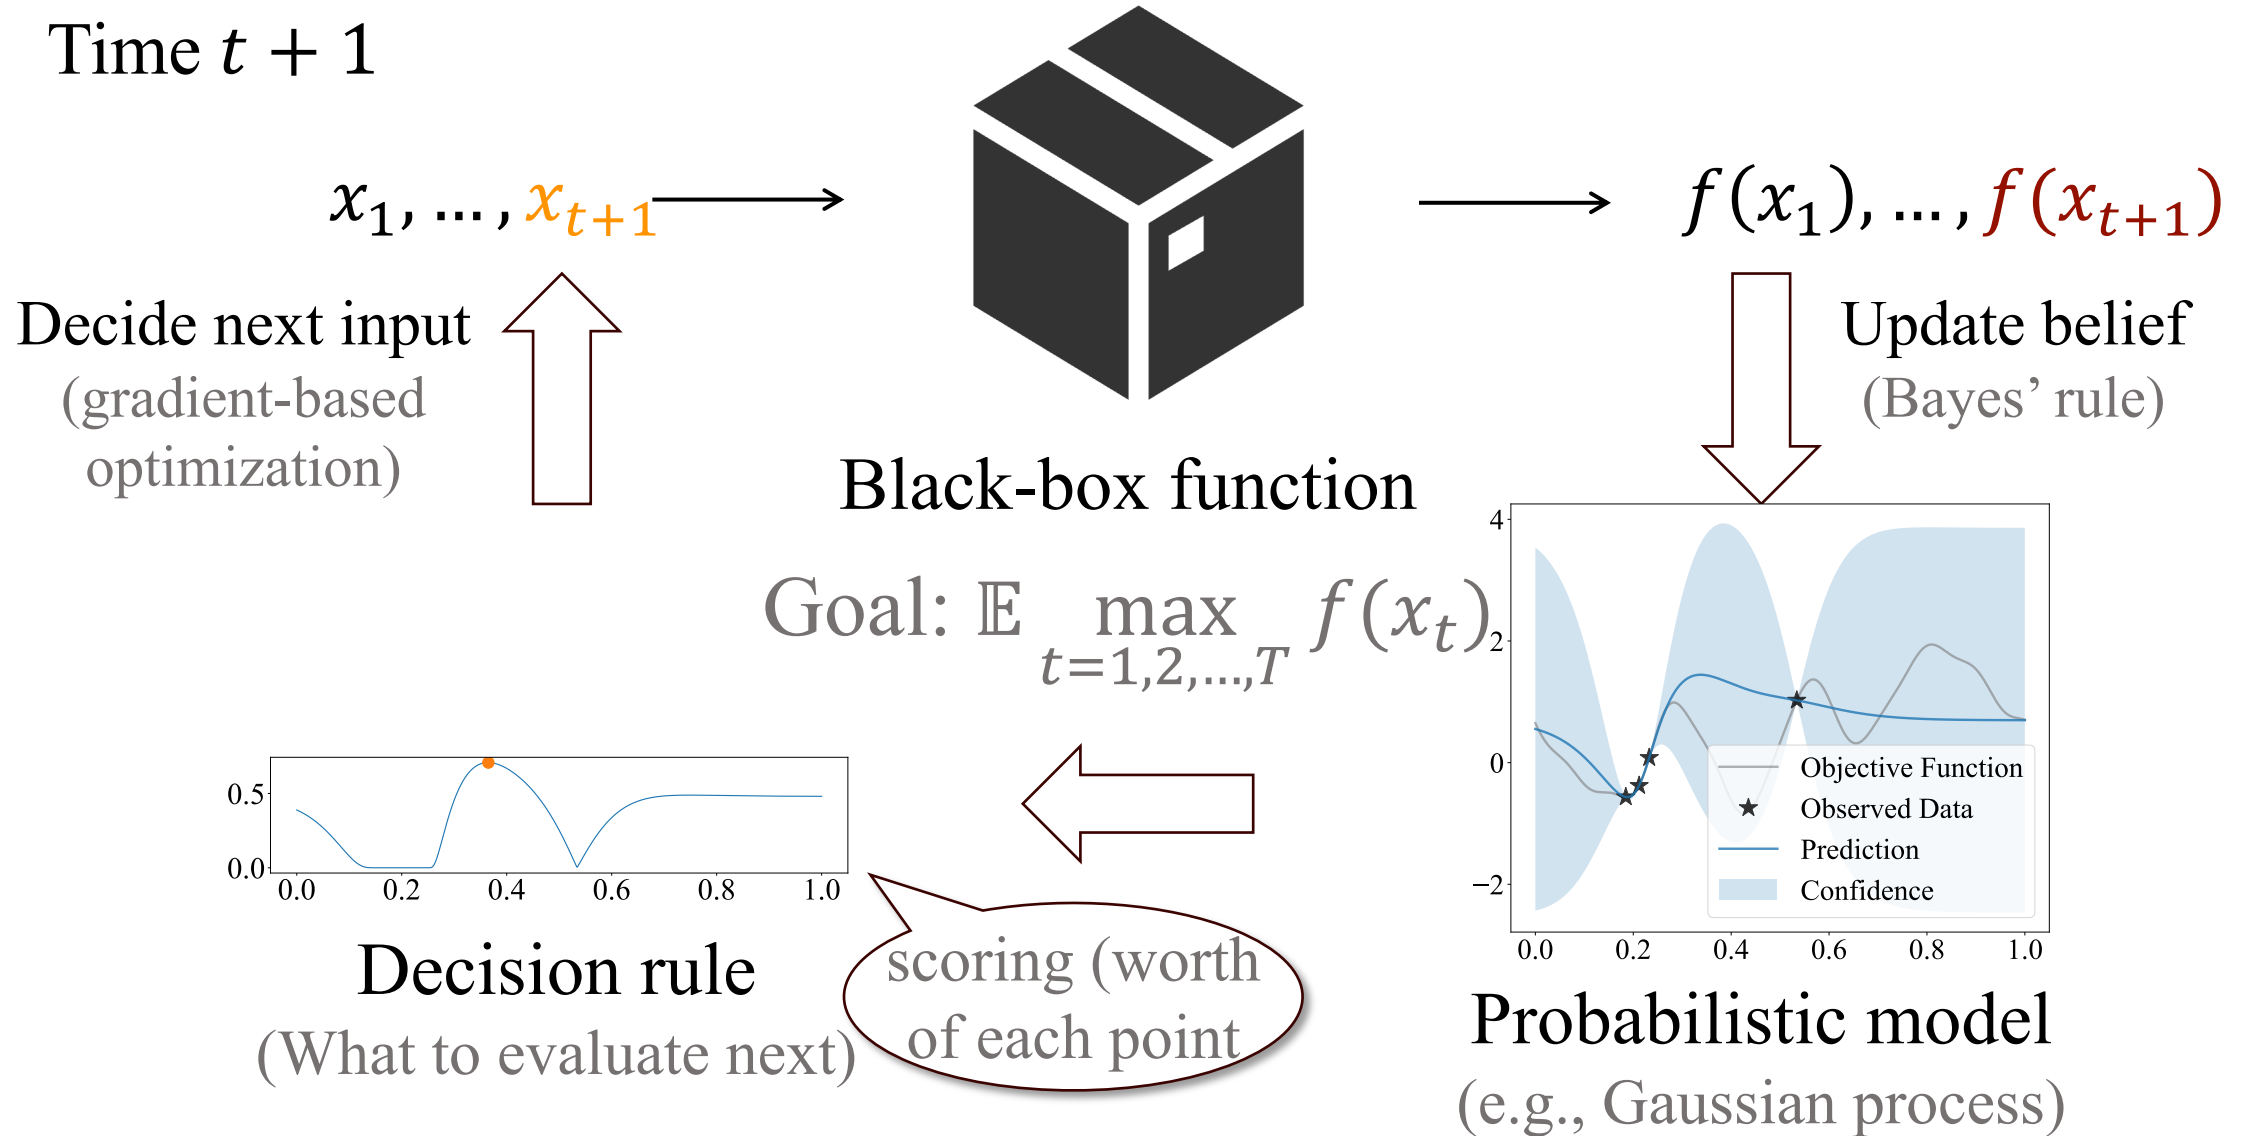 Time t + 1
x₁, … , xₜ₊₁
f(x₁), … , f(xₜ₊₁)
Decide next input
(gradient-based
optimization)
Update belief
(Bayes’ rule)
Black-box function
Goal: 𝔼 max f(xₜ)
t=1,2,…,T
4
2
0
−2
Objective Function
Observed Data
Prediction
Confidence
0.0 0.2 0.4 0.6 0.8 1.0
Probabilistic model
(e.g., Gaussian process)
0.5
0.0
0.0 0.2 0.4 0.6 0.8 1.0
Decision rule
(What to evaluate next)
scoring (worth
of each point